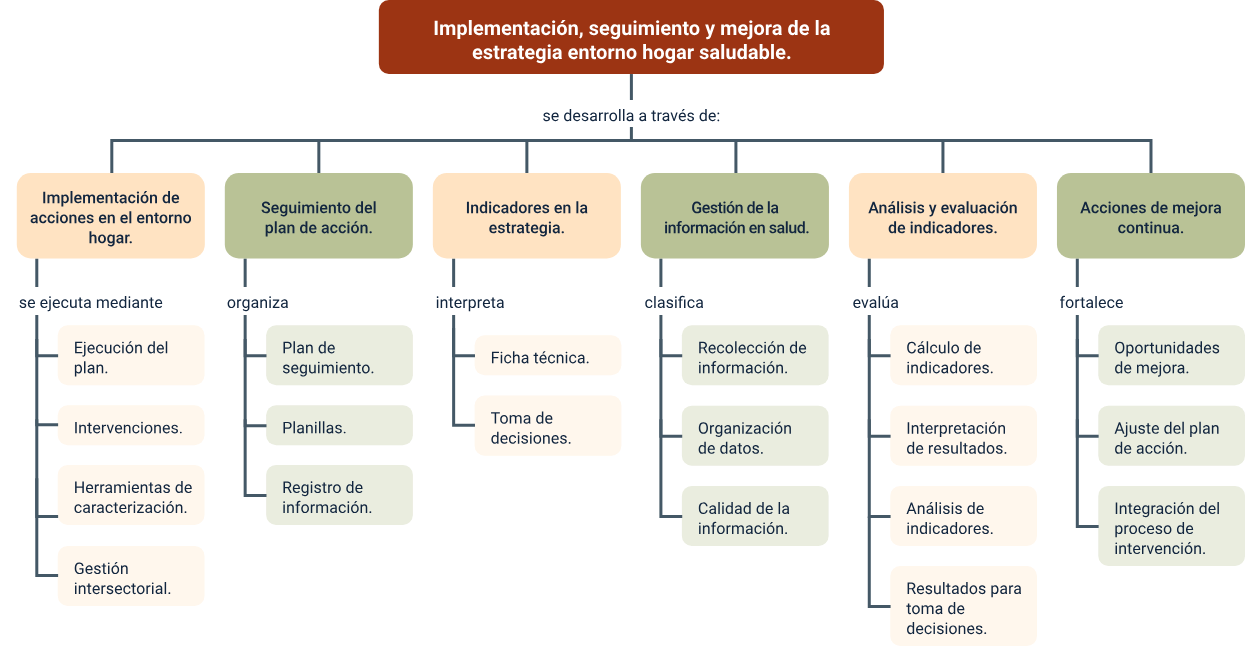 Implementación, seguimiento y mejora de la
estrategia entorno hogar saludable.
se desarrolla a través de:
Implementación de
acciones en el entorno
hogar.
se ejecuta mediante
Ejecución del
plan.
Intervenciones.
Herramientas de
caracterización.
Gestión
intersectorial.
Seguimiento del
plan de acción.
organiza
Plan de
seguimiento.
Planillas.
Registro de
información.
Indicadores en la
estrategia.
interpreta
Ficha técnica.
Toma de
decisiones.
Gestión de la
información en salud.
clasifica
Recolección de
información.
Organización
de datos.
Calidad de la
información.
Análisis y evaluación
de indicadores.
evalúa
Cálculo de
indicadores.
Interpretación
de resultados.
Análisis de
indicadores.
Resultados para
toma de
decisiones.
Acciones de mejora
continua.
fortalece
Oportunidades
de mejora.
Ajuste del plan
de acción.
Integración del
proceso de
intervención.